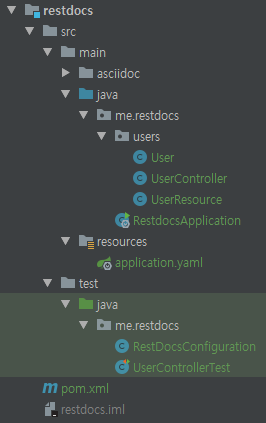 restdocs
src
main
asciidoc
java
me.restdocs
users
User
UserController
UserResource
RestdocsApplication
resources
application.yaml
test
java
me.restdocs
RestDocsConfiguration
UserControllerTest
pom.xml
restdocs.iml